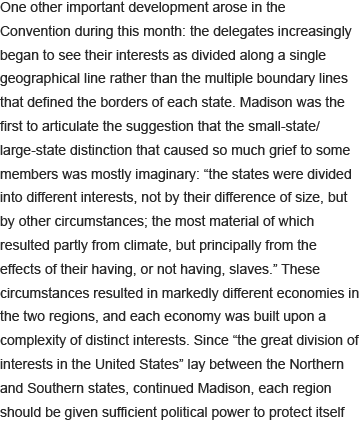 One other important development arose in the
Convention during this month: the delegates increasingly
began to see their interests as divided along a single
geographical line rather than the multiple boundary lines
that defined the borders of each state. Madison was the
first to articulate the suggestion that the small-state/
large-state distinction that caused so much grief to some
members was mostly imaginary: “the states were divided
into different interests, not by their difference of size, but
by other circumstances; the most material of which
resulted partly from climate, but principally from the
effects of their having, or not having, slaves.” These
circumstances resulted in markedly different economies in
the two regions, and each economy was built upon a
complexity of distinct interests. Since “the great division of
interests in the United States” lay between the Northern
and Southern states, continued Madison, each region
should be given sufficient political power to protect itself